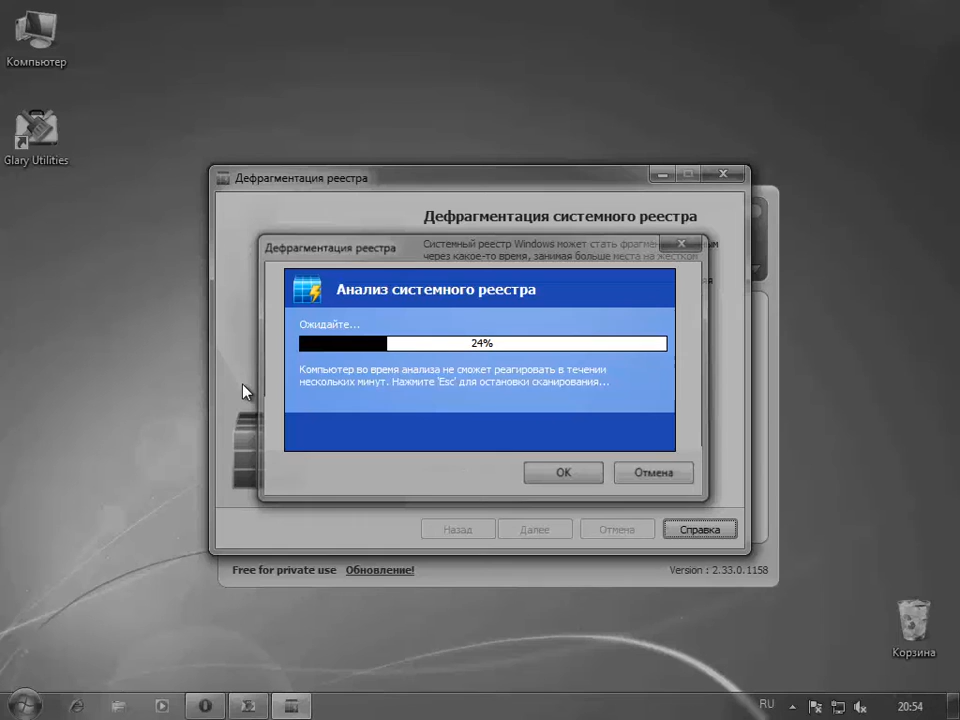 Компьютер
Glary Utilities
Дефрагментация реестра
Дефрагментация системного реестра
Дефрагментация реестра
Системный реестр Windows может стать
через какое-то время, занимая больше места на жестком
Анализ системного реестра
Ожидайте...
24%
Компьютер во время анализа не сможет реагировать в течении
нескольких минут. Нажмите 'Esc' для остановки сканирования...
OK
Отмена
Назад
Далее
Отмена
Справка
Free for private use
Обновление!
Version : 2.33.0.1158
Корзина
RU
20:54